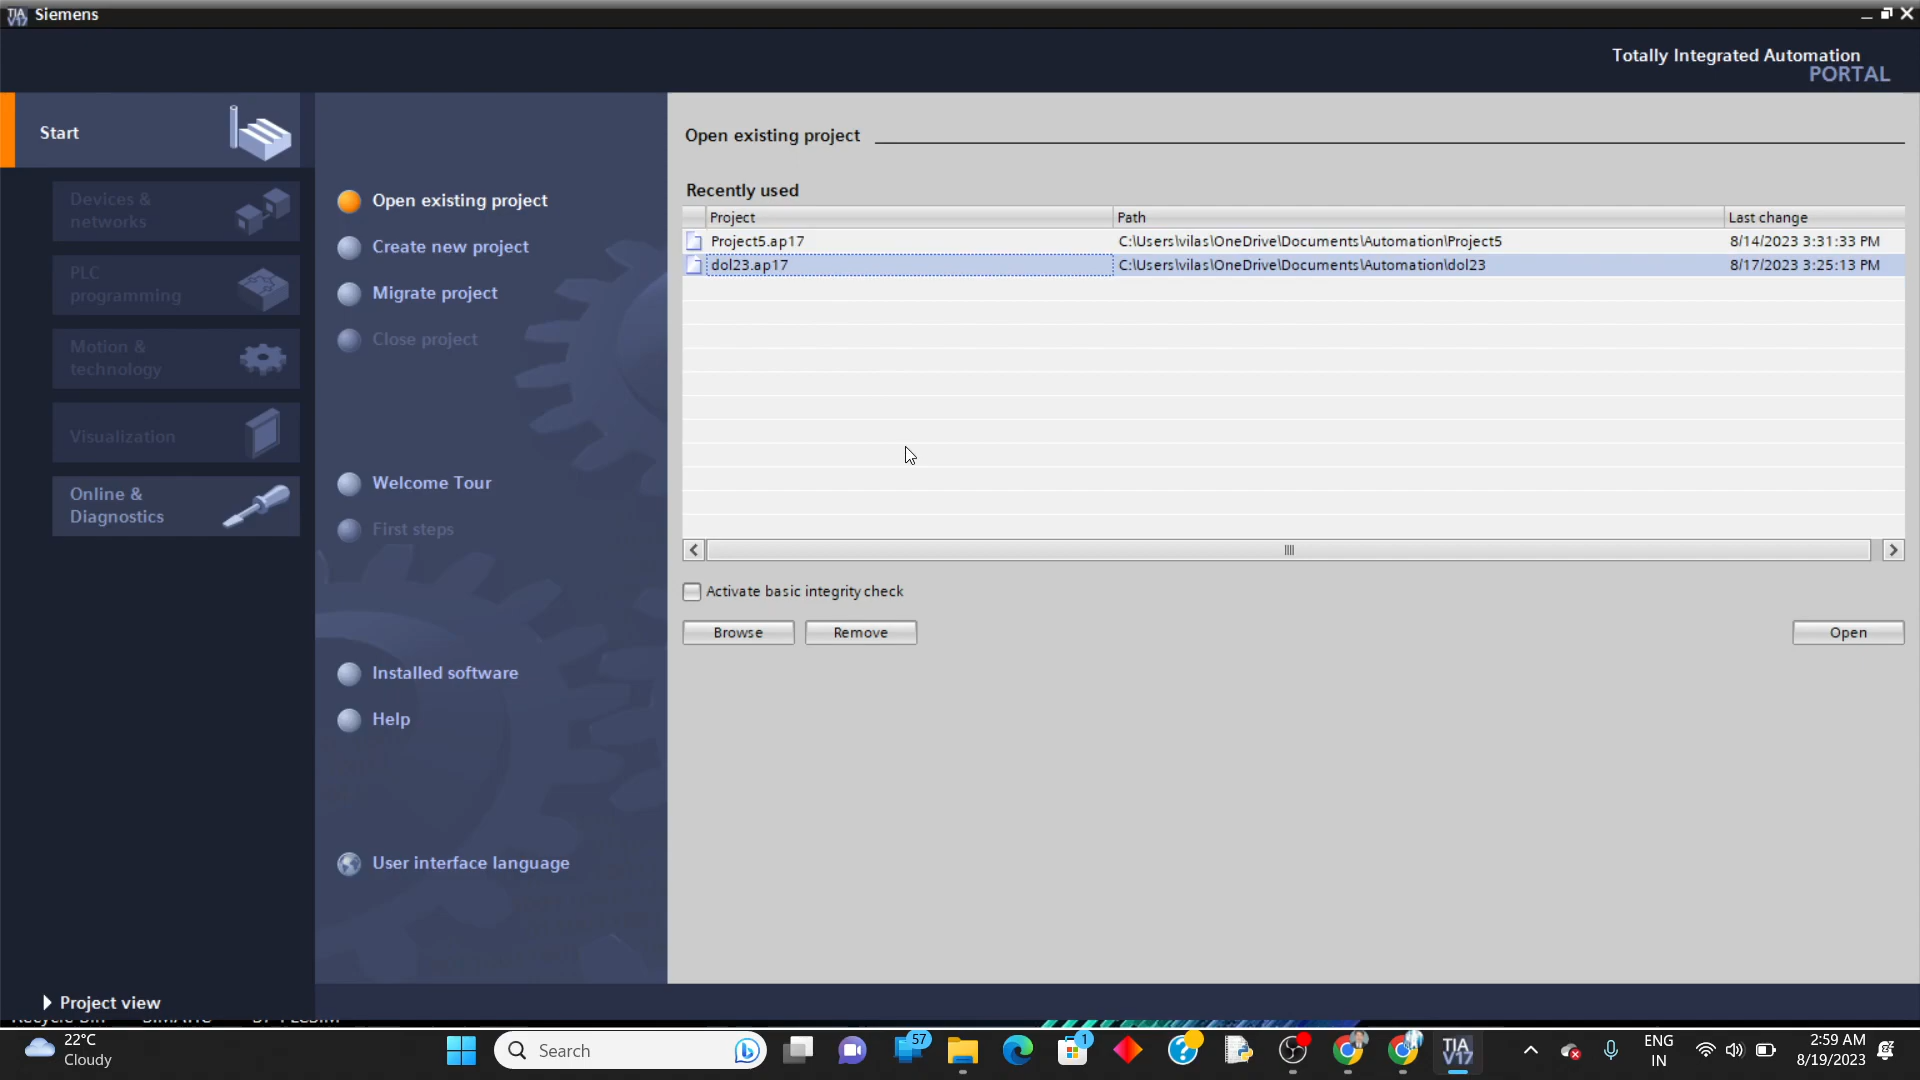 TIA V17 Siemens
Totally Integrated Automation
PORTAL
Start
Devices &
networks
PLC
programming
Motion &
technology
Visualization
Online &
Diagnostics
Project view
Open existing project
Create new project
Migrate project
Close project
Welcome Tour
First steps
Installed software
Help
User interface language
Open existing project
Recently used
Project Path Last change
Project5.ap17 C:\Users\vilas\OneDrive\Documents\Automation\Project5 8/14/2023 3:31:33 PM
dol23.ap17 C:\Users\vilas\OneDrive\Documents\Automation\dol23 8/17/2023 3:25:13 PM
Activate basic integrity check
Browse Remove Open
22°C
Cloudy
Search
57
1
TIA
V17
ENG
IN
2:59 AM
8/19/2023